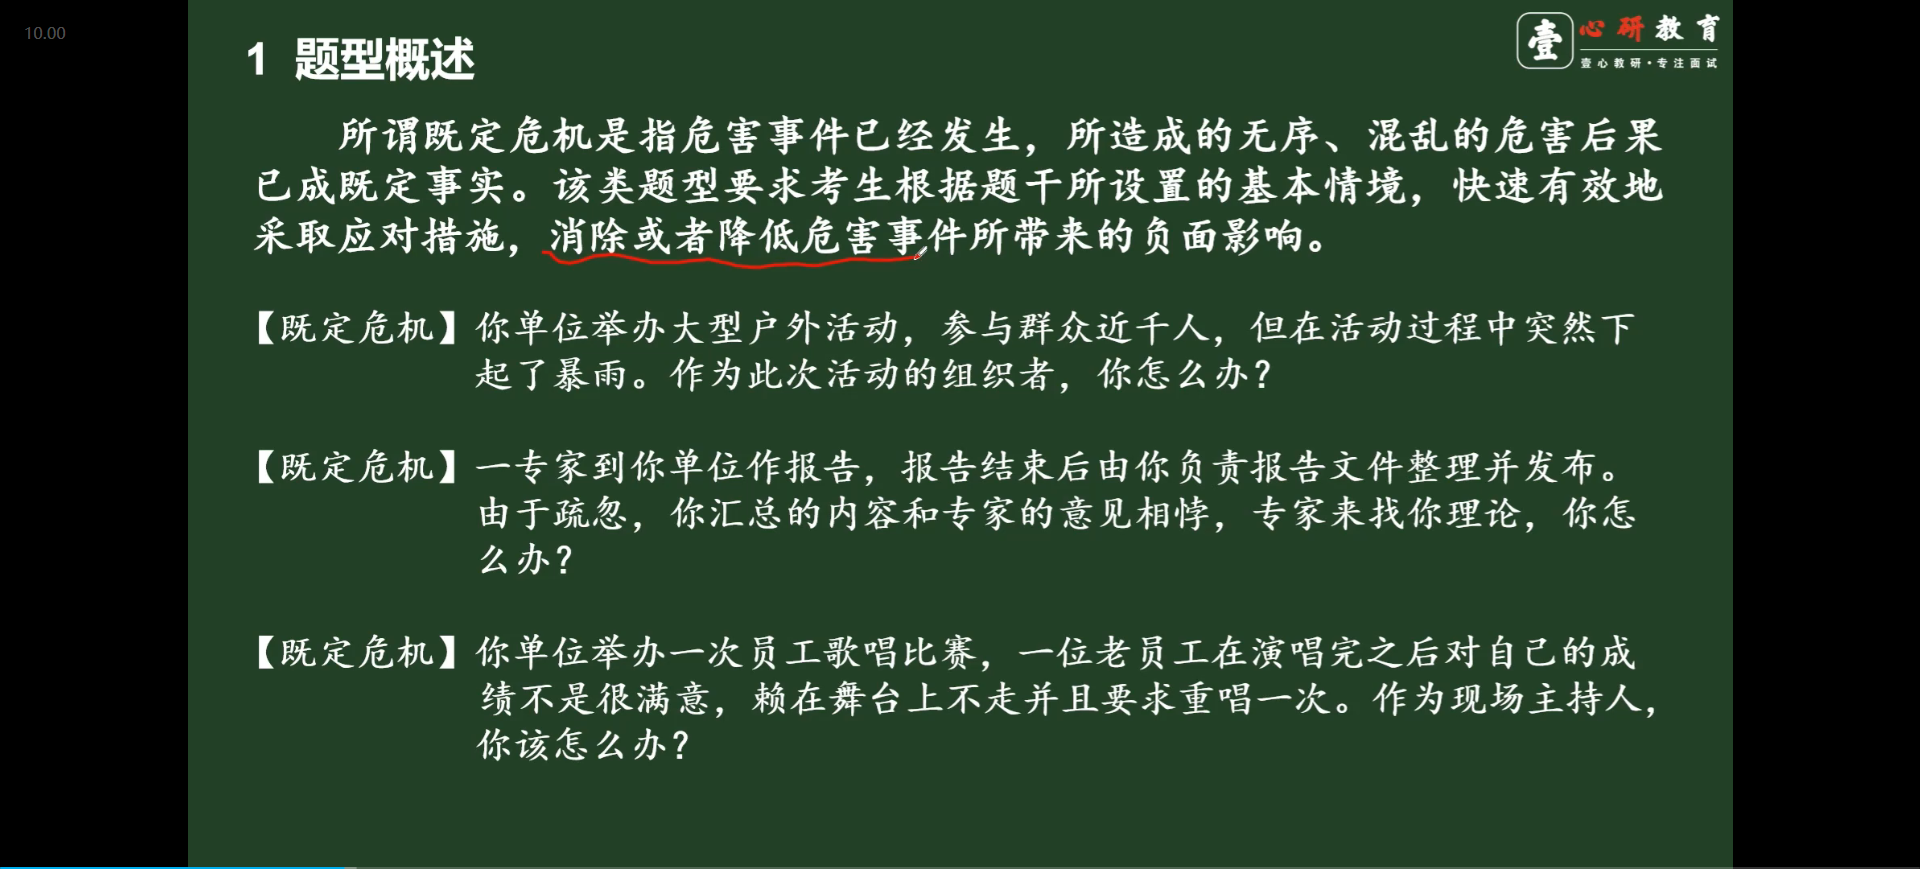 10.00
1 题型概述
壹 心研教育
壹心教研·专注面试
所谓既定危机是指危害事件已经发生，所造成的无序、混乱的危害后果
已成既定事实。该类题型要求考生根据题干所设置的基本情境，快速有效地
采取应对措施，消除或者降低危害事件所带来的负面影响。
【既定危机】你单位举办大型户外活动，参与群众近千人，但在活动过程中突然下
起了暴雨。作为此次活动的组织者，你怎么办？
【既定危机】一专家到你单位作报告，报告结束后由你负责报告文件整理并发布。
由于疏忽，你汇总的内容和专家的意见相悖，专家来找你理论，你怎
么办？
【既定危机】你单位举办一次员工歌唱比赛，一位老员工在演唱完之后对自己的成
绩不是很满意，赖在舞台上不走并且要求重唱一次。作为现场主持人，
你该怎么办？